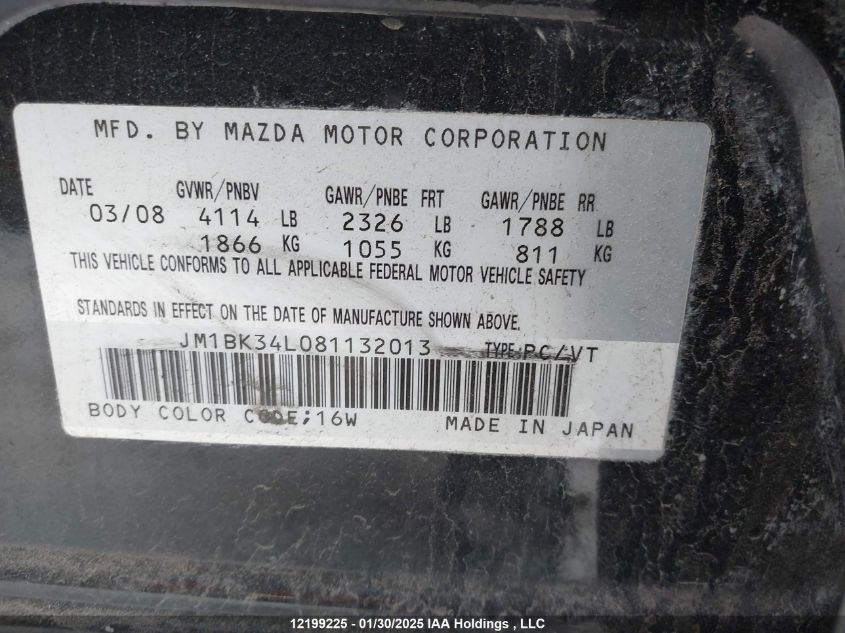 MFD. BY MAZDA MOTOR CORPORATION
DATE GVWR/PNBV GAWR/PNBE FRT GAWR/PNBE RR
03/08 4114 LB 2326 LB 1788 LB
1866 KG 1055 KG 811 KG
THIS VEHICLE CONFORMS TO ALL APPLICABLE FEDERAL MOTOR VEHICLE SAFETY
STANDARDS IN EFFECT ON THE DATE OF MANUFACTURE SHOWN ABOVE.
JM1BK34L081132013 TYPE:PC/VT
BODY COLOR CODE;16W MADE IN JAPAN
12199225 - 01/30/2025 IAA Holdings , LLC